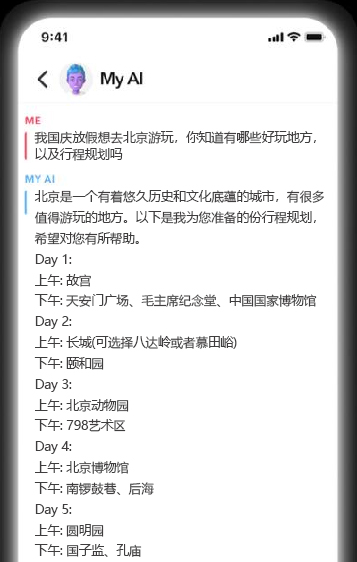 9:41
My AI
ME
我国庆放假想去北京游玩，你知道有哪些好玩地方，
以及行程规划吗
MY AI
北京是一个有着悠久历史和文化底蕴的城市，有很多
值得游玩的地方。以下是我为您准备的份行程规划，
希望对您有所帮助。
Day 1:
上午: 故宫
下午: 天安门广场、毛主席纪念堂、中国国家博物馆
Day 2:
上午: 长城(可选择八达岭或者慕田峪)
下午: 颐和园
Day 3:
上午: 北京动物园
下午: 798艺术区
Day 4:
上午: 北京博物馆
下午: 南锣鼓巷、后海
Day 5:
上午: 圆明园
下午: 国子监、孔庙